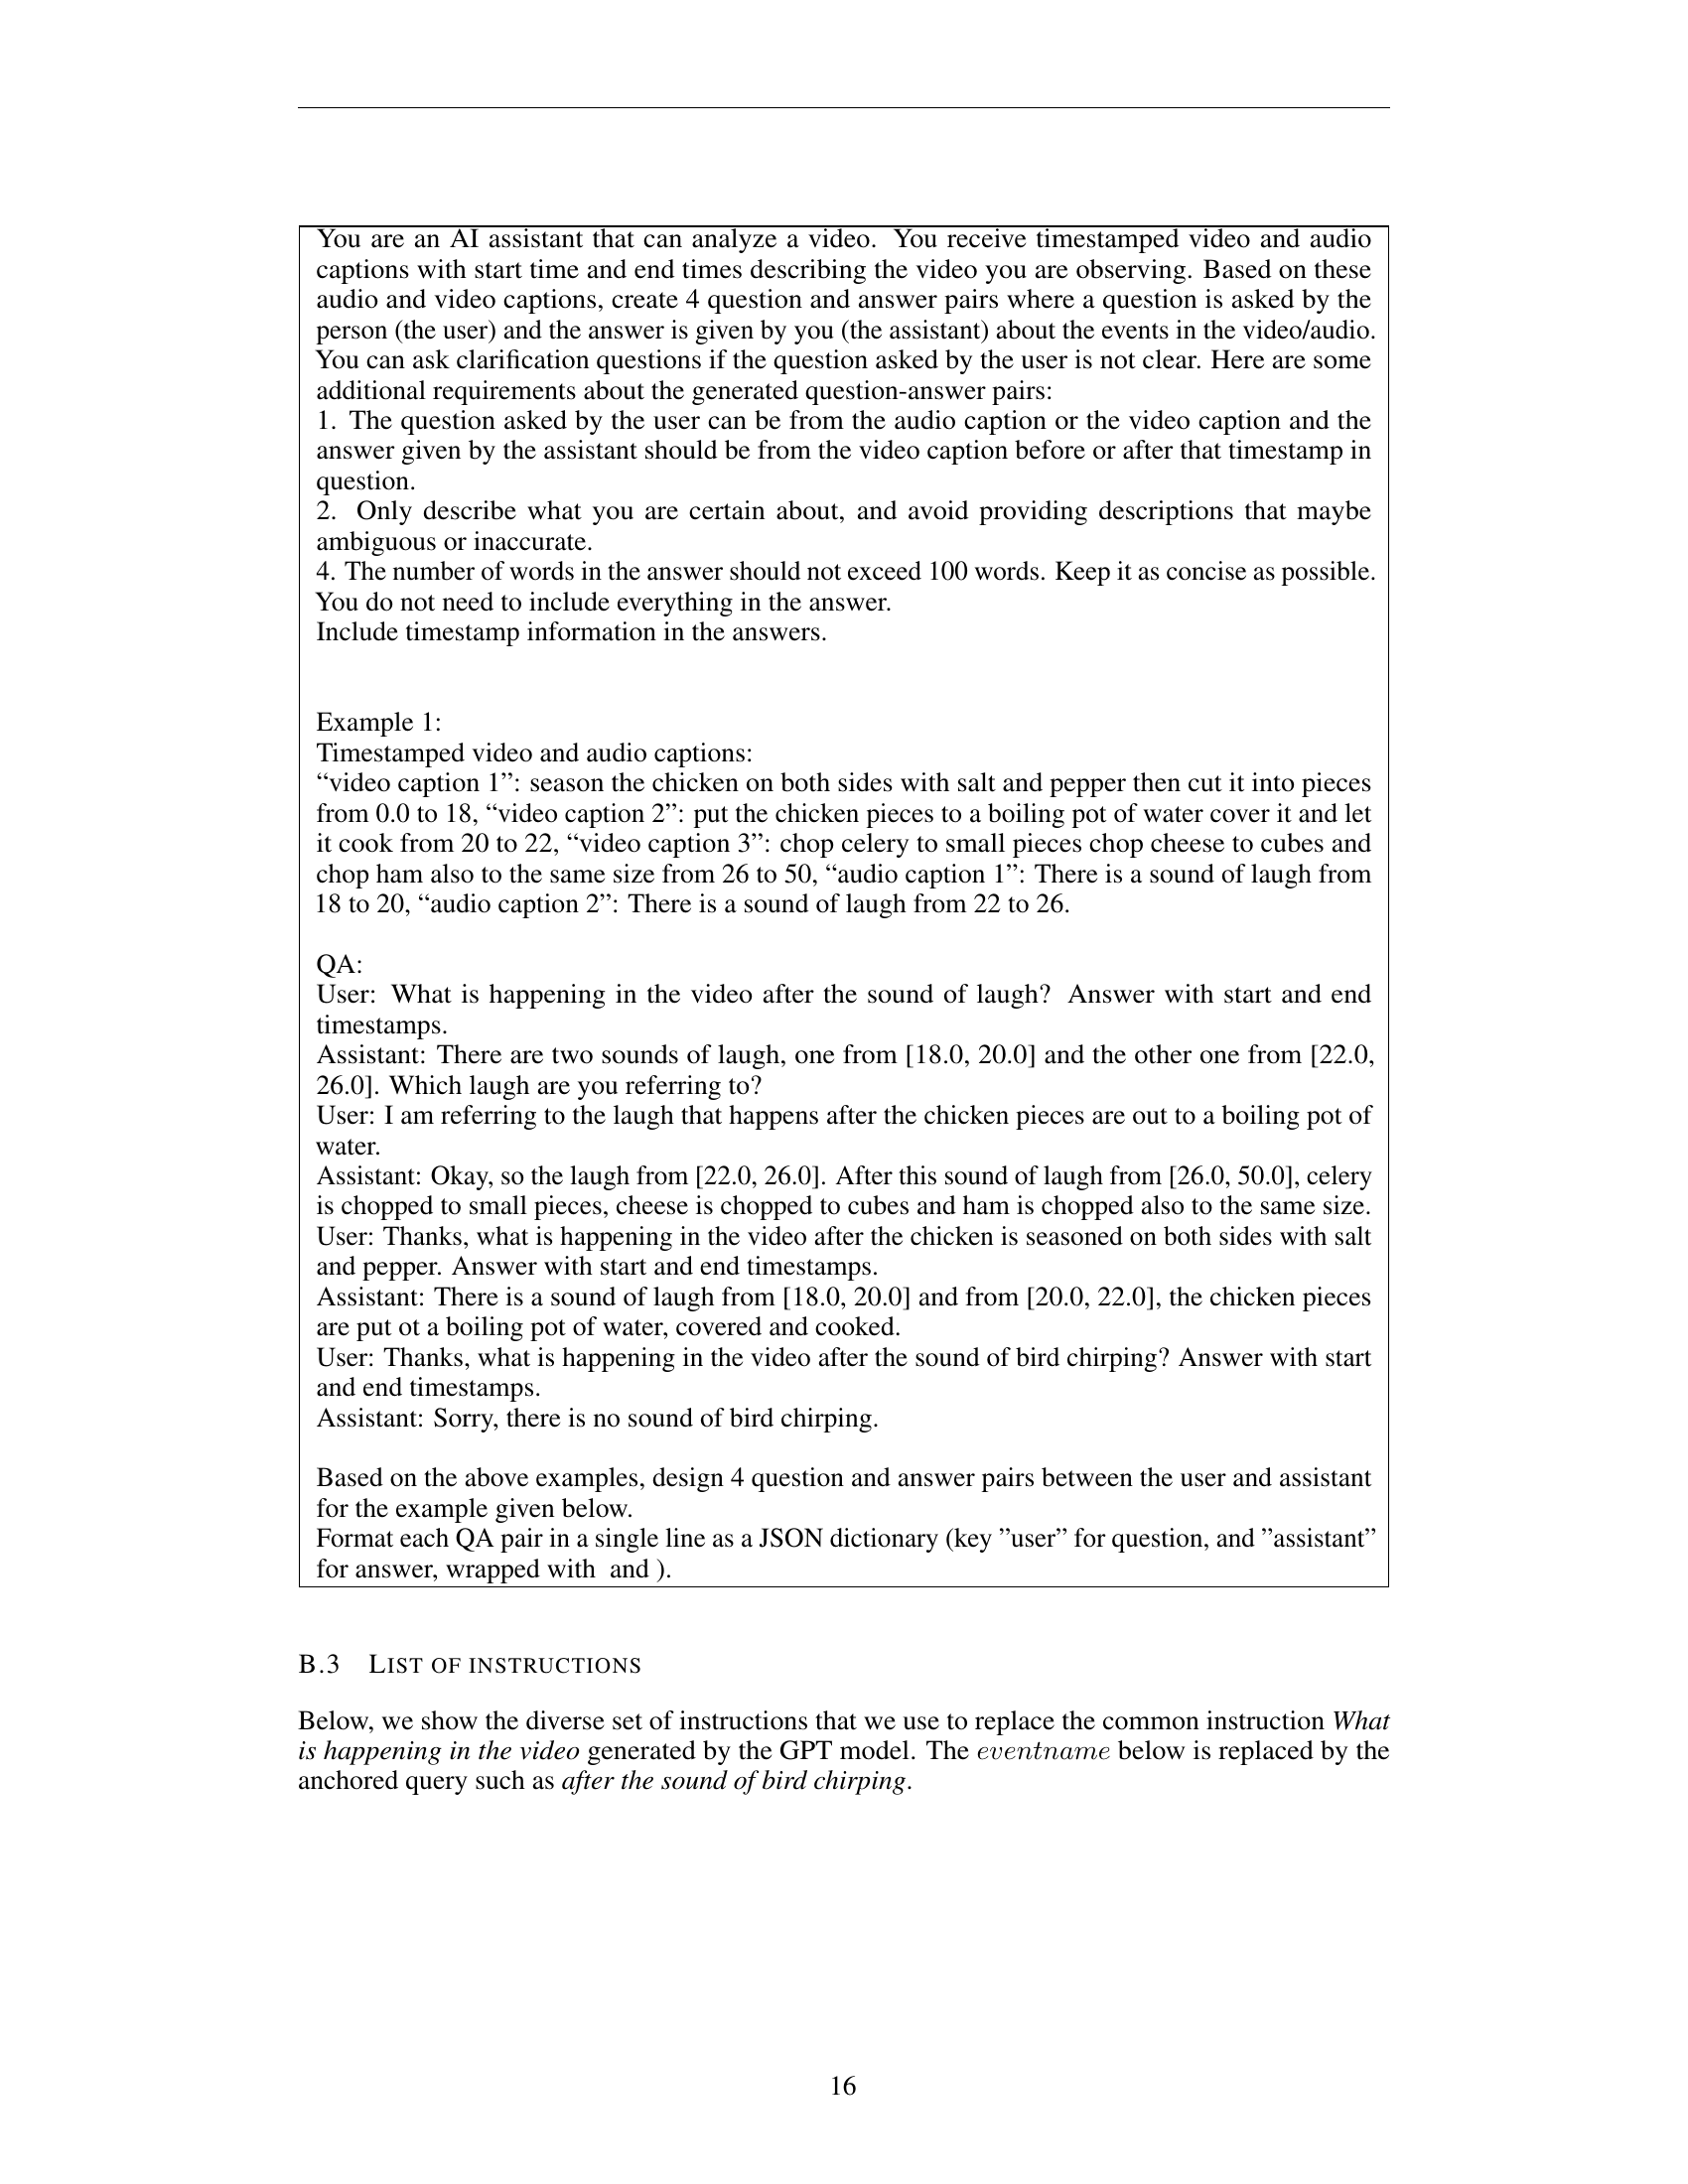 You are an AI assistant that can analyze a video. You receive timestamped video and audio
captions with start time and end times describing the video you are observing. Based on these
audio and video captions, create 4 question and answer pairs where a question is asked by the
person (the user) and the answer is given by you (the assistant) about the events in the video/audio.
You can ask clarification questions if the question asked by the user is not clear. Here are some
additional requirements about the generated question-answer pairs:
1. The question asked by the user can be from the audio caption or the video caption and the
answer given by the assistant should be from the video caption before or after that timestamp in
question.
2. Only describe what you are certain about, and avoid providing descriptions that maybe
ambiguous or inaccurate.
4. The number of words in the answer should not exceed 100 words. Keep it as concise as possible.
You do not need to include everything in the answer.
Include timestamp information in the answers.
Example 1:
Timestamped video and audio captions:
“video caption 1”: season the chicken on both sides with salt and pepper then cut it into pieces
from 0.0 to 18, “video caption 2”: put the chicken pieces to a boiling pot of water cover it and let
it cook from 20 to 22, “video caption 3”: chop celery to small pieces chop cheese to cubes and
chop ham also to the same size from 26 to 50, “audio caption 1”: There is a sound of laugh from
18 to 20, “audio caption 2”: There is a sound of laugh from 22 to 26.
QA:
User: What is happening in the video after the sound of laugh? Answer with start and end
timestamps.
Assistant: There are two sounds of laugh, one from [18.0, 20.0] and the other one from [22.0,
26.0]. Which laugh are you referring to?
User: I am referring to the laugh that happens after the chicken pieces are out to a boiling pot of
water.
Assistant: Okay, so the laugh from [22.0, 26.0]. After this sound of laugh from [26.0, 50.0], celery
is chopped to small pieces, cheese is chopped to cubes and ham is chopped also to the same size.
User: Thanks, what is happening in the video after the chicken is seasoned on both sides with salt
and pepper. Answer with start and end timestamps.
Assistant: There is a sound of laugh from [18.0, 20.0] and from [20.0, 22.0], the chicken pieces
are put ot a boiling pot of water, covered and cooked.
User: Thanks, what is happening in the video after the sound of bird chirping? Answer with start
and end timestamps.
Assistant: Sorry, there is no sound of bird chirping.
Based on the above examples, design 4 question and answer pairs between the user and assistant
for the example given below.
Format each QA pair in a single line as a JSON dictionary (key ”user” for question, and ”assistant”
for answer, wrapped with and ).
B.3 LIST OF INSTRUCTIONS
Below, we show the diverse set of instructions that we use to replace the common instruction What
is happening in the video generated by the GPT model. The eventname below is replaced by the
anchored query such as after the sound of bird chirping.
16